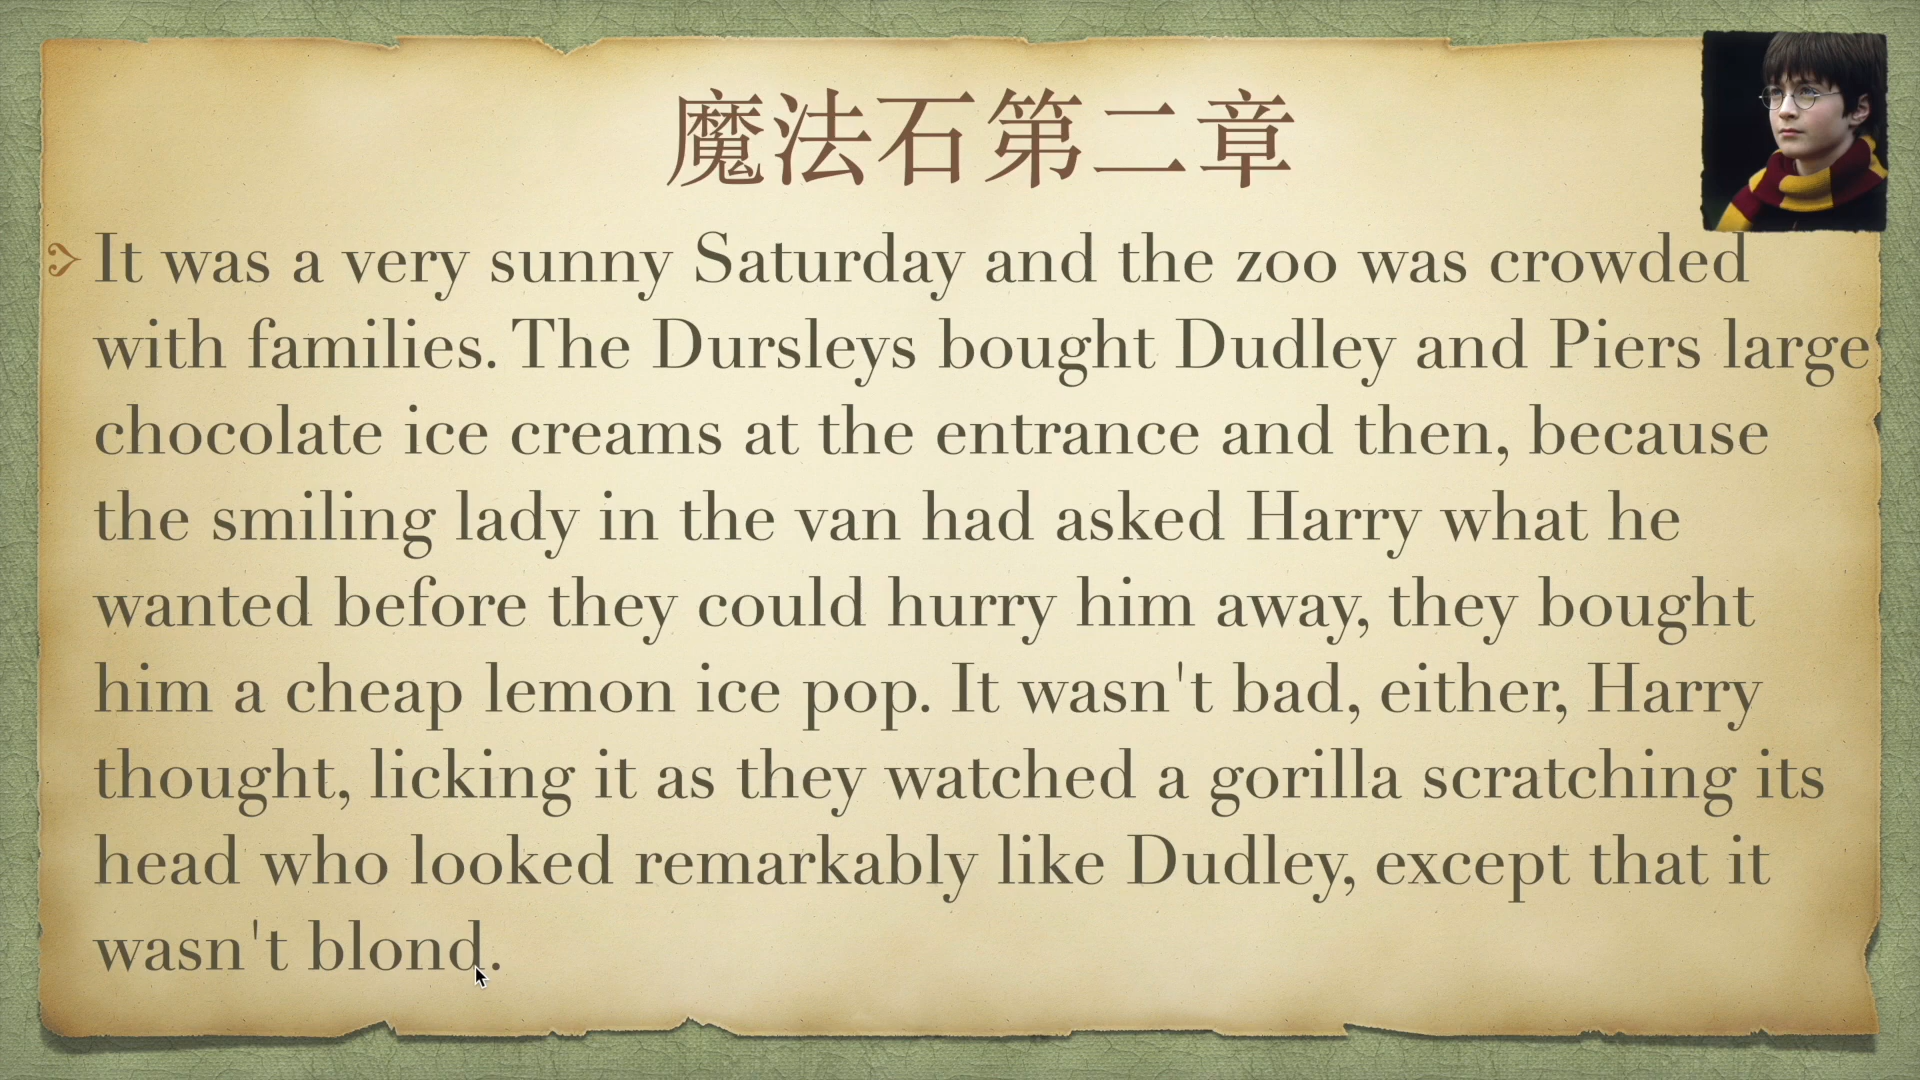 魔法石第二章
It was a very sunny Saturday and the zoo was crowded
with families. The Dursleys bought Dudley and Piers large
chocolate ice creams at the entrance and then, because
the smiling lady in the van had asked Harry what he
wanted before they could hurry him away, they bought
him a cheap lemon ice pop. It wasn't bad, either, Harry
thought, licking it as they watched a gorilla scratching its
head who looked remarkably like Dudley, except that it
wasn't blond.